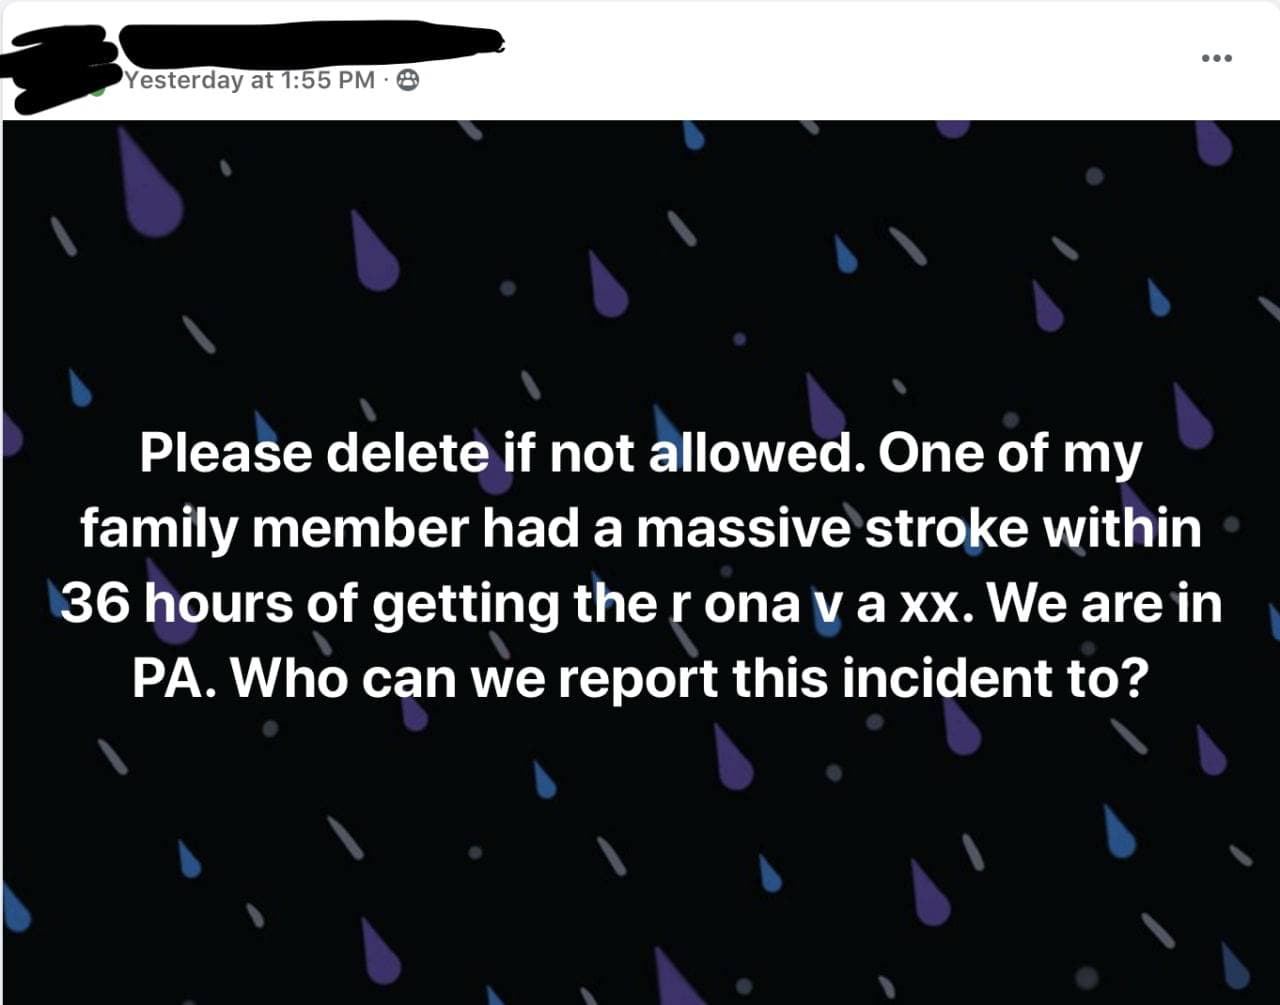 Yesterday at 1:55 PM ·
Please delete if not allowed. One of my
family member had a massive stroke within
36 hours of getting the r ona v a xx. We are in
PA. Who can we report this incident to?